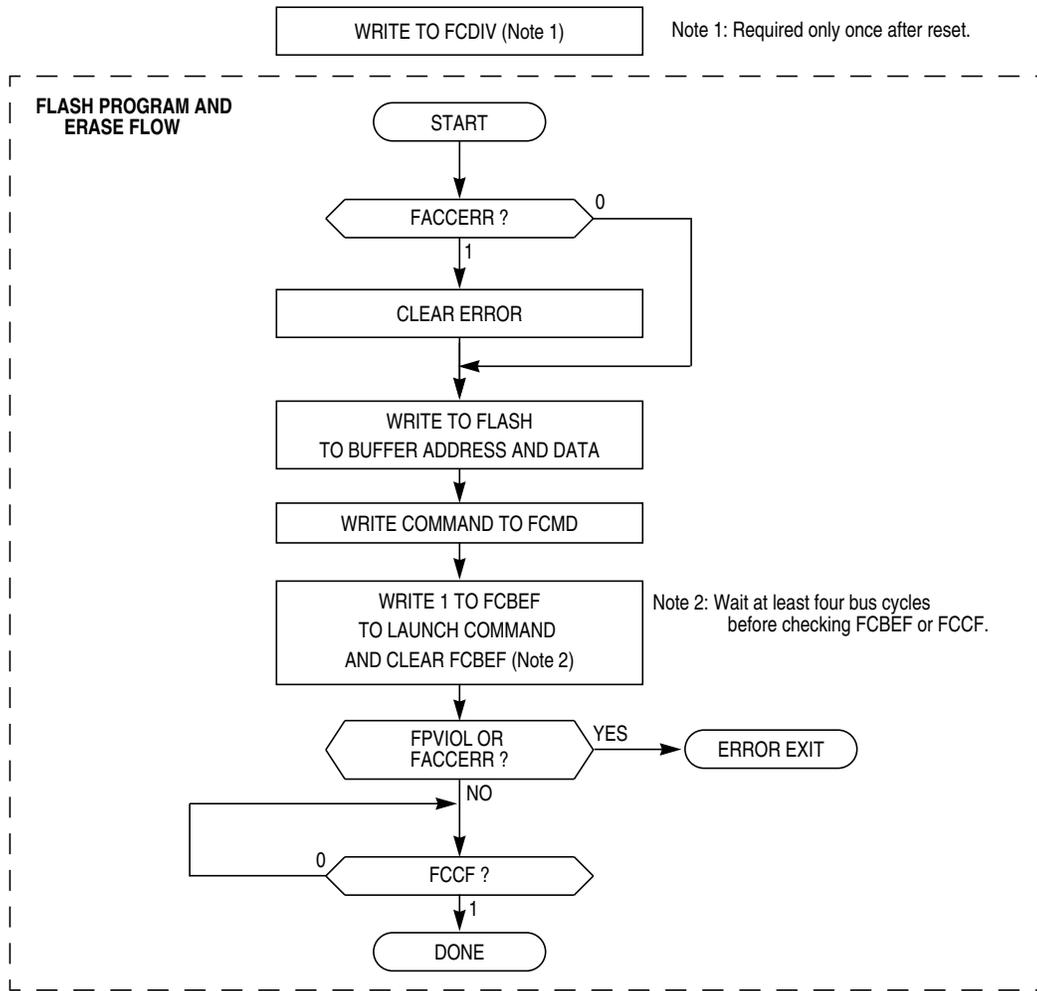 WRITE TO FCDIV (Note 1)
Note 1: Required only once after reset.
FLASH PROGRAM AND
ERASE FLOW
START
FACCERR ?
0
1
CLEAR ERROR
WRITE TO FLASH
TO BUFFER ADDRESS AND DATA
WRITE COMMAND TO FCMD
WRITE 1 TO FCBEF
TO LAUNCH COMMAND
AND CLEAR FCBEF (Note 2)
Note 2: Wait at least four bus cycles
before checking FCBEF or FCCF.
FPVIOL OR
FACCERR ?
YES
ERROR EXIT
NO
0
FCCF ?
1
DONE